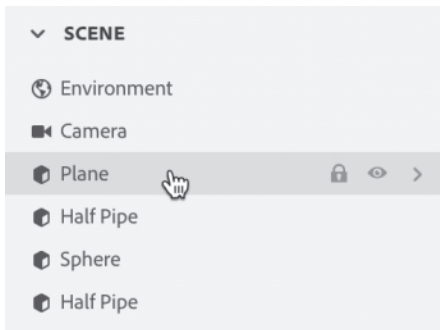 SCENE
Environment
Camera
Plane
Half Pipe
Sphere
Half Pipe